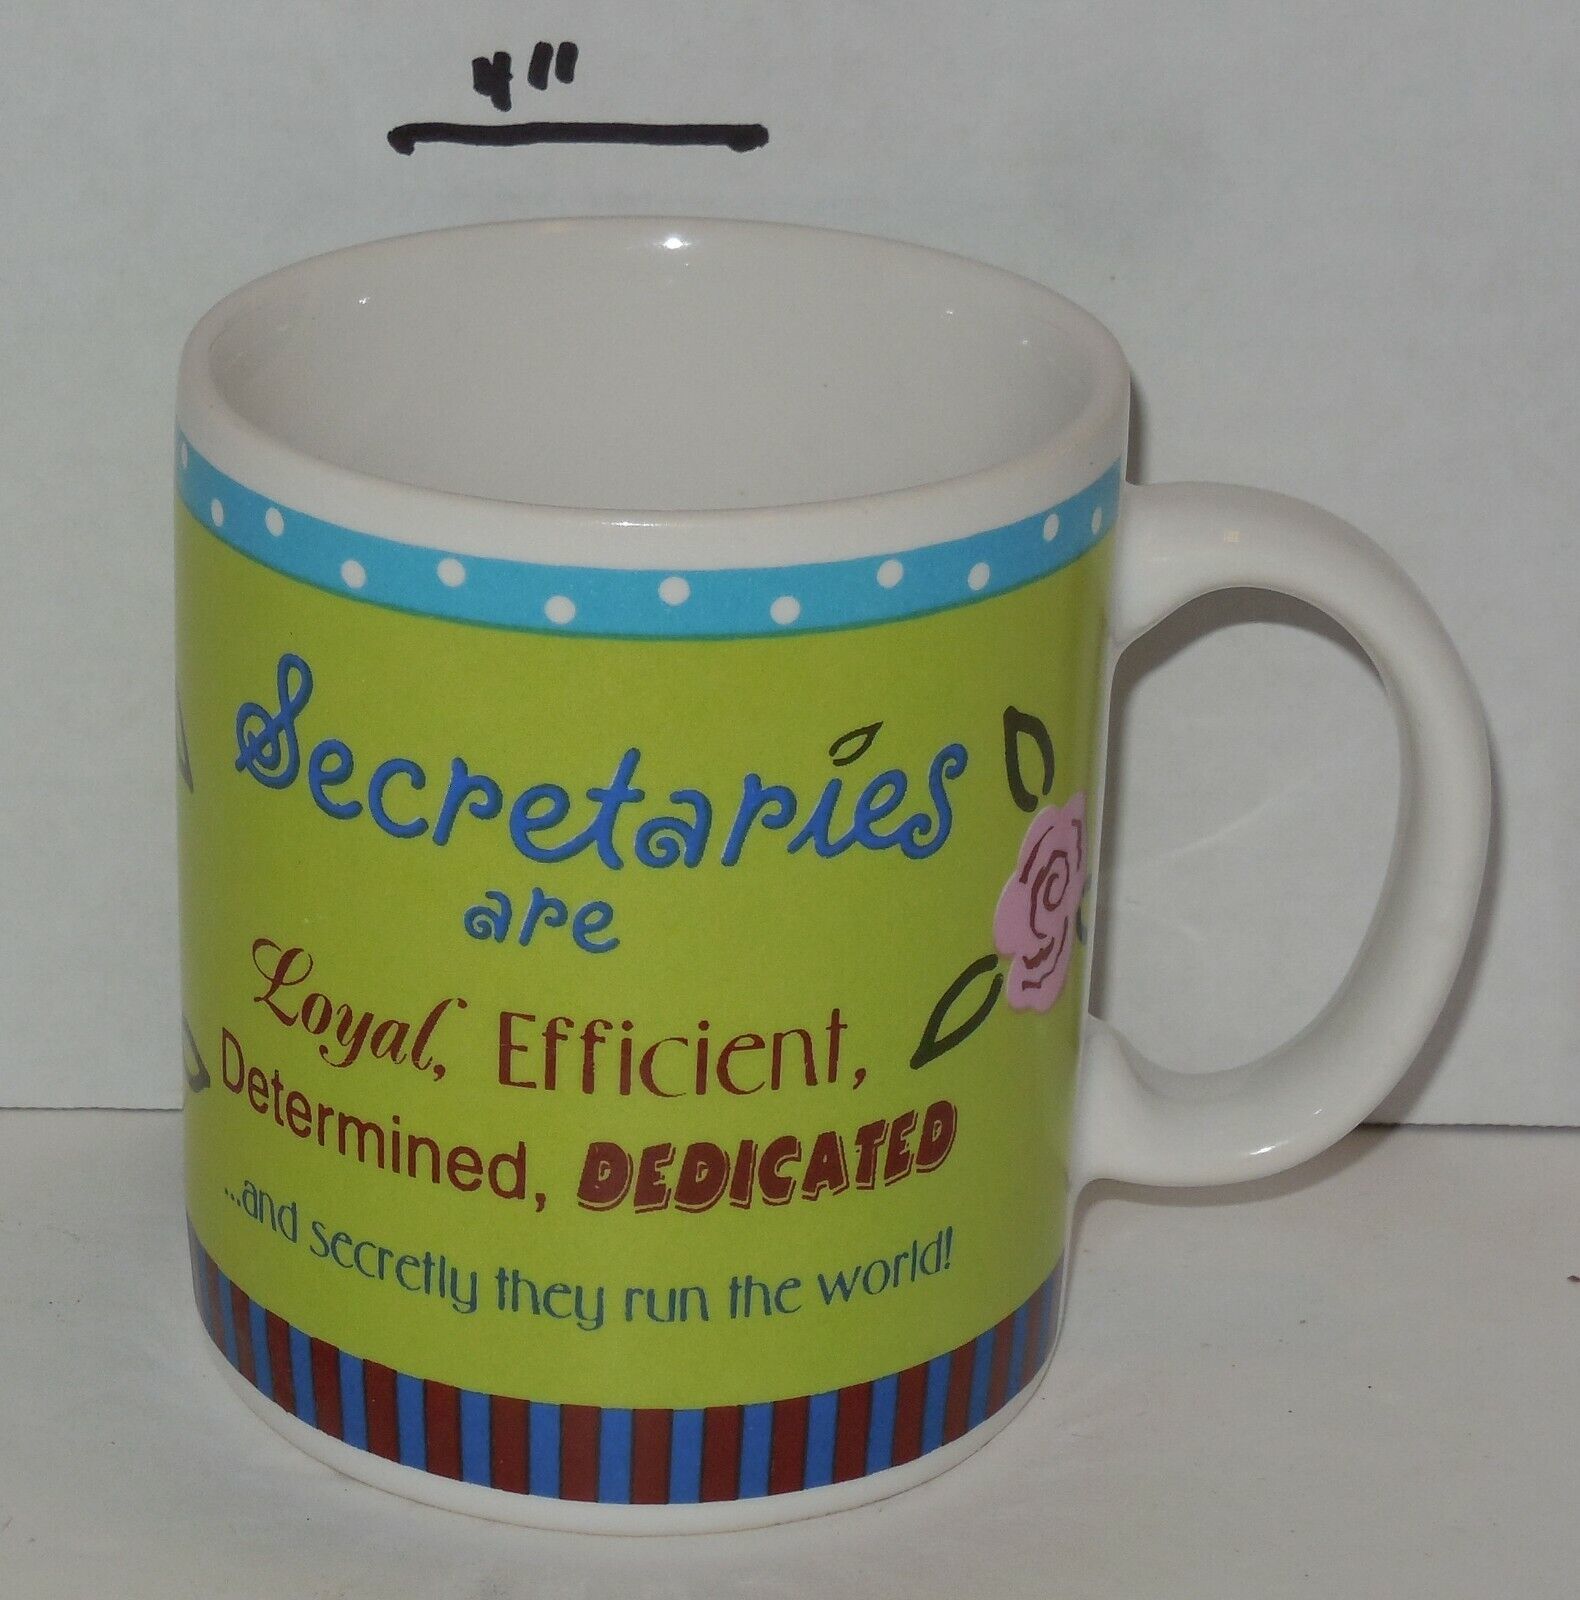 4"
Secretaries
are
Loyal, Efficient,
Determined, DEDICATED
...and secretly they run the world!